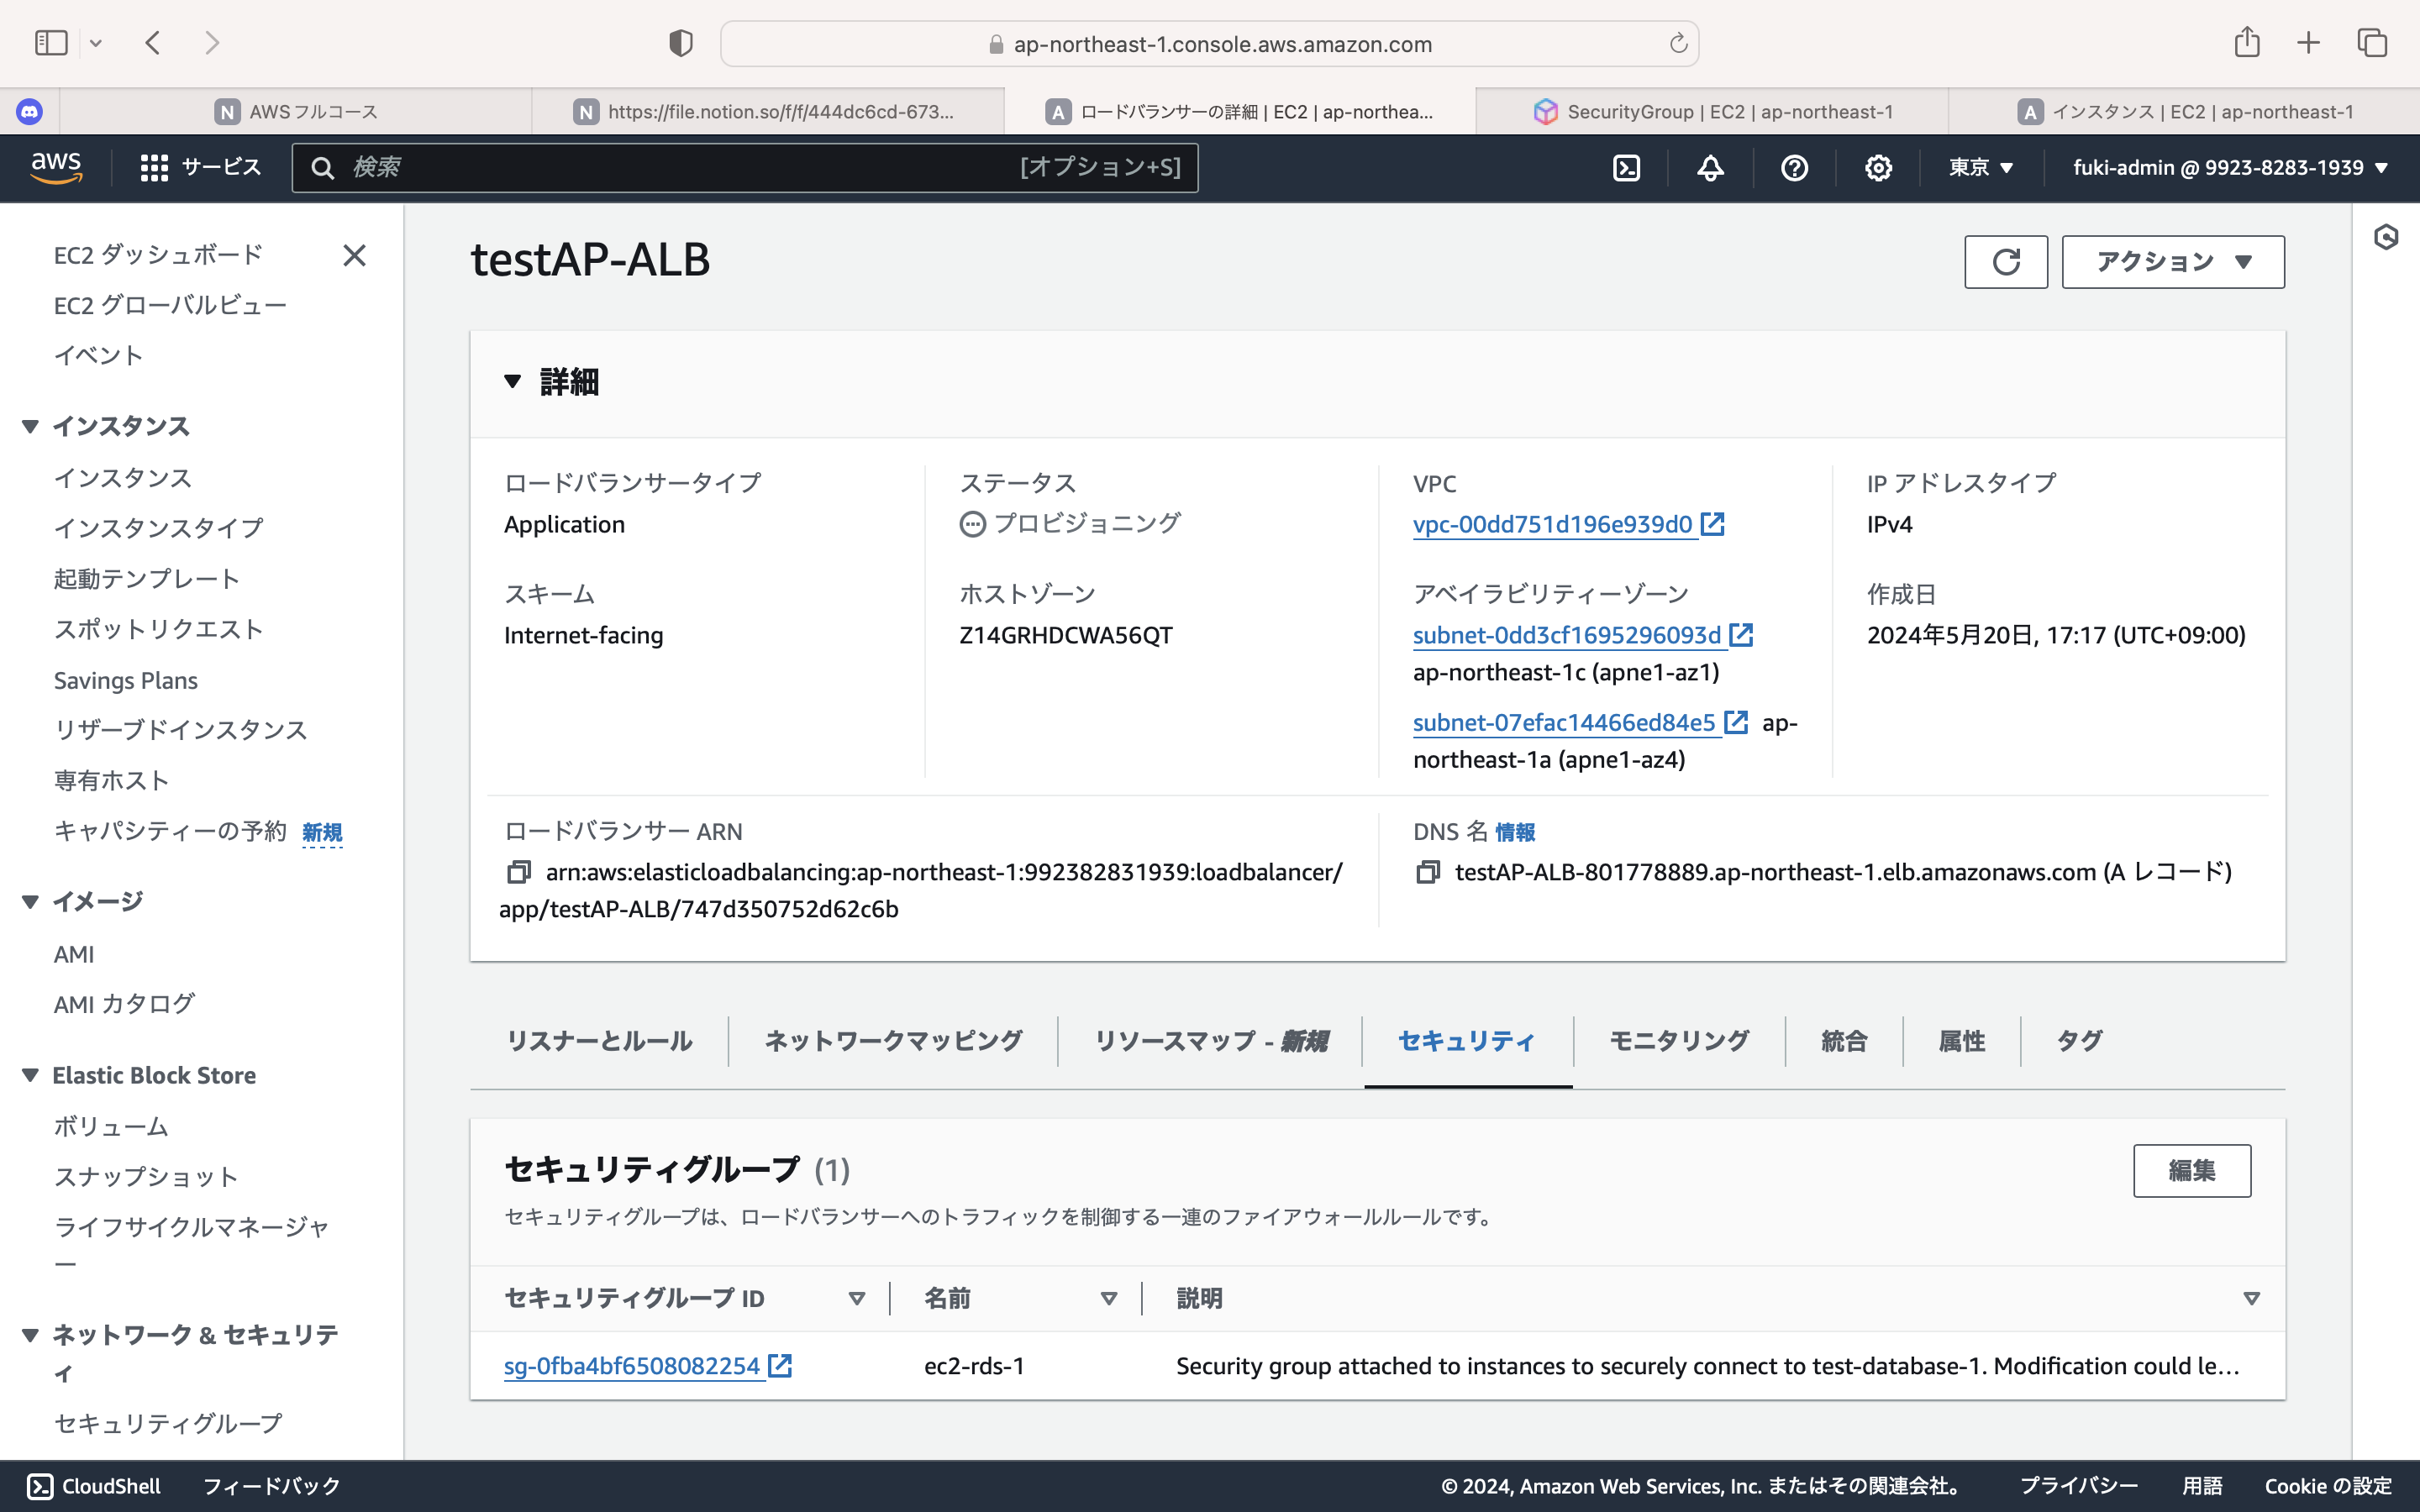 ap-northeast-1.console.aws.amazon.com
N AWSフルコース
N https://file.notion.so/f/f/444dc6cd-673...
A ロードバランサーの詳細 | EC2 | ap-northea...
SecurityGroup | EC2 | ap-northeast-1
A インスタンス | EC2 | ap-northeast-1
aws
サービス
検索
[オプション+S]
東京 ▼
fuki-admin @ 9923-8283-1939 ▼
EC2 ダッシュボード
EC2 グローバルビュー
イベント
▼ インスタンス
インスタンス
インスタンスタイプ
起動テンプレート
スポットリクエスト
Savings Plans
リザーブドインスタンス
専有ホスト
キャパシティーの予約 新規
▼ イメージ
AMI
AMI カタログ
▼ Elastic Block Store
ボリューム
スナップショット
ライフサイクルマネージャ
ー
▼ ネットワーク & セキュリテ
ィ
セキュリティグループ
testAP-ALB
アクション ▼
▼ 詳細
ロードバランサータイプ
Application
ステータス
プロビジョニング
VPC
vpc-00dd751d196e939d0
IP アドレスタイプ
IPv4
スキーム
Internet-facing
ホストゾーン
Z14GRHDCWA56QT
アベイラビリティーゾーン
subnet-0dd3cf1695296093d
ap-northeast-1c (apne1-az1)
subnet-07efac14466ed84e5 ap-
northeast-1a (apne1-az4)
作成日
2024年5月20日, 17:17 (UTC+09:00)
ロードバランサー ARN
arn:aws:elasticloadbalancing:ap-northeast-1:992382831939:loadbalancer/
app/testAP-ALB/747d350752d62c6b
DNS 名 情報
testAP-ALB-801778889.ap-northeast-1.elb.amazonaws.com (A レコード)
リスナーとルール
ネットワークマッピング
リソースマップ - 新規
セキュリティ
モニタリング
統合
属性
タグ
セキュリティグループ (1)
編集
セキュリティグループは、ロードバランサーへのトラフィックを制御する一連のファイアウォールルールです。
セキュリティグループ ID
名前
説明
sg-0fba4bf6508082254
ec2-rds-1
Security group attached to instances to securely connect to test-database-1. Modification could le...
CloudShell
フィードバック
© 2024, Amazon Web Services, Inc. またはその関連会社。
プライバシー
用語
Cookie の設定